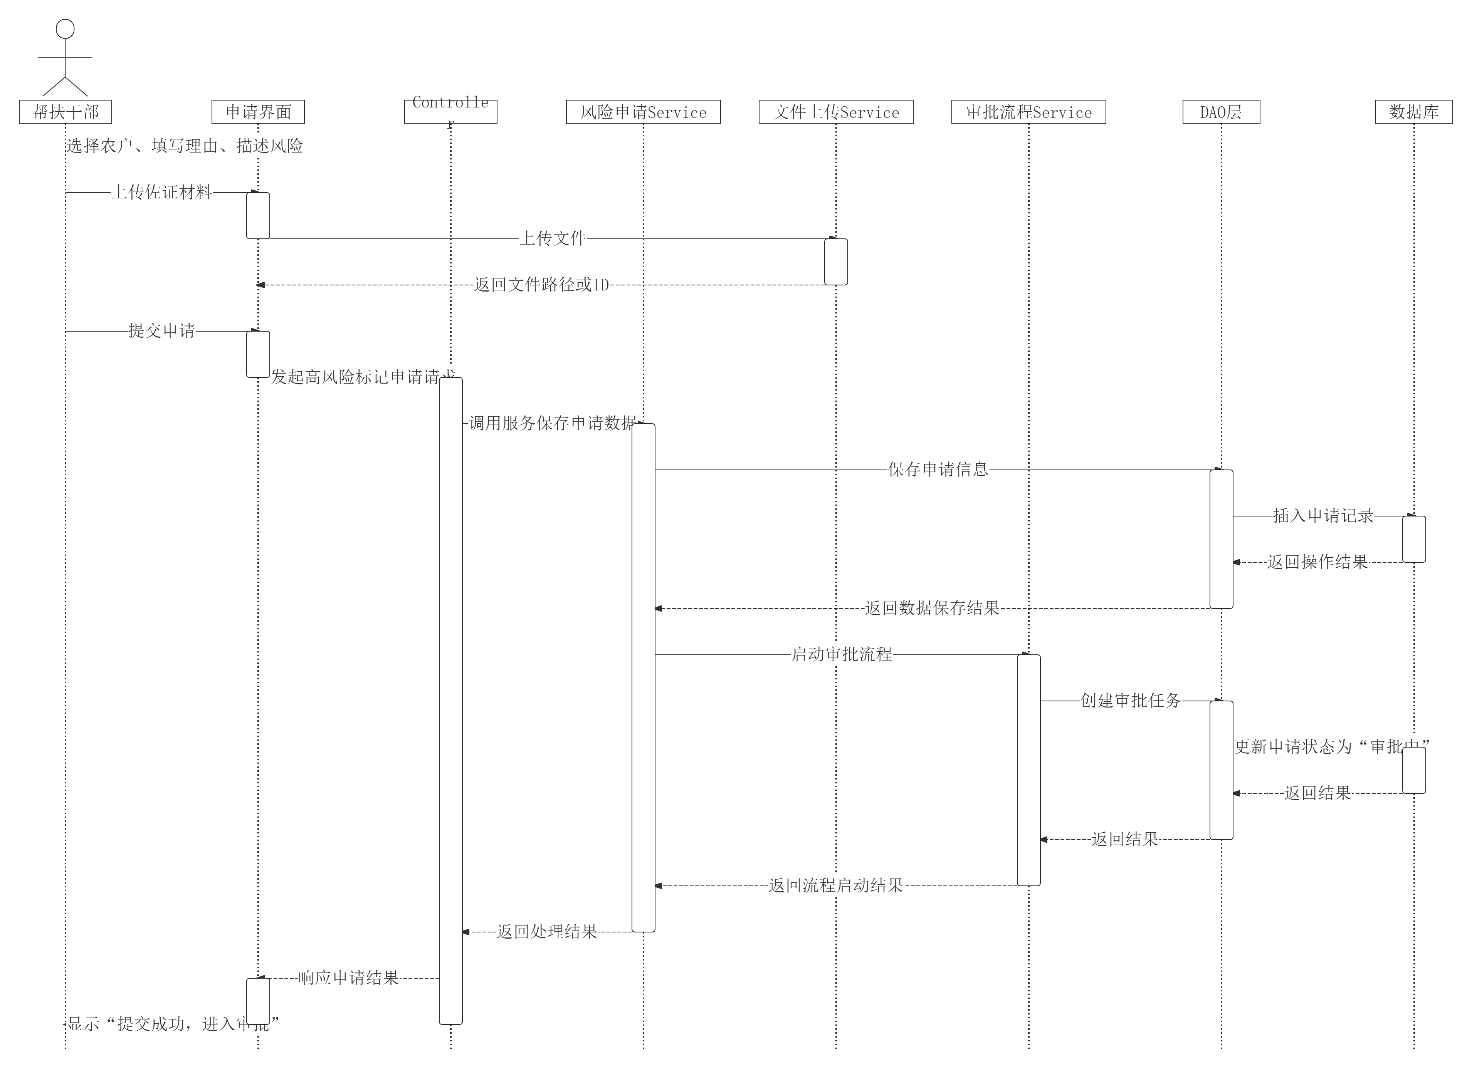 帮扶干部
申请界面
Controlle
r
风险申请Service
文件上传Service
审批流程Service
DAO层
数据库
选择农户、填写理由、描述风险
上传佐证材料
上传文件
返回文件路径或ID
提交申请
发起高风险标记申请请求
调用服务保存申请数据
保存申请信息
插入申请记录
返回操作结果
返回数据保存结果
启动审批流程
创建审批任务
更新申请状态为“审批中”
返回结果
返回结果
返回流程启动结果
返回处理结果
响应申请结果
显示“提交成功，进入审批”